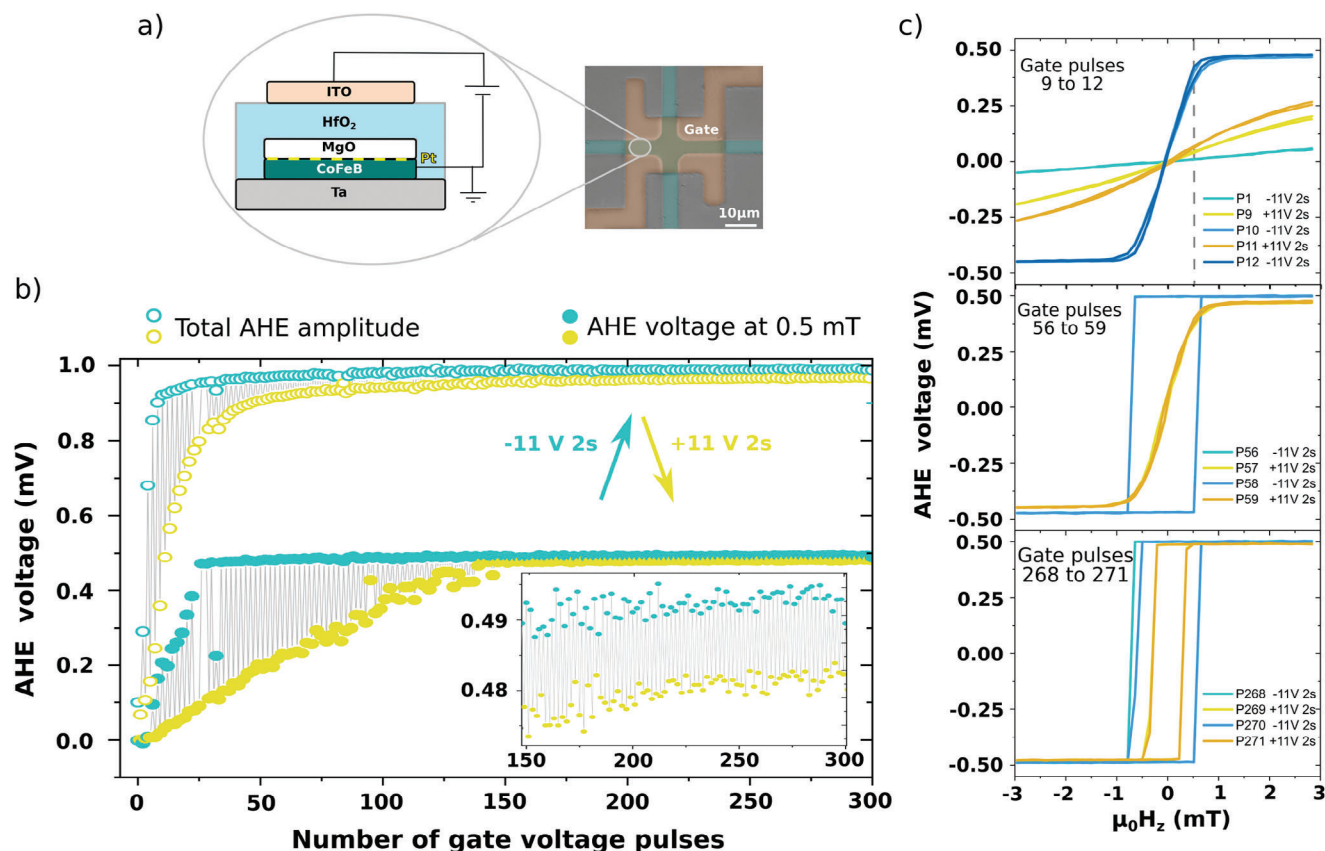 a)
ITO
HfO₂
MgO
Pt
CoFeB
Ta
Gate
10μm
b)
Total AHE amplitude
AHE voltage at 0.5 mT
AHE voltage (mV)
1.0
0.8
0.6
0.4
0.2
0.0
-11 V 2s
+11 V 2s
0.49
0.48
150
200
250
300
0
50
100
150
200
250
300
Number of gate voltage pulses
c)
AHE voltage (mV)
0.50
0.25
0.00
-0.25
-0.50
Gate pulses
9 to 12
P1 -11V 2s
P9 +11V 2s
P10 -11V 2s
P11 +11V 2s
P12 -11V 2s
0.50
0.25
0.00
-0.25
-0.50
Gate pulses
56 to 59
P56 -11V 2s
P57 +11V 2s
P58 -11V 2s
P59 +11V 2s
0.50
0.25
0.00
-0.25
-0.50
Gate pulses
268 to 271
P268 -11V 2s
P269 +11V 2s
P270 -11V 2s
P271 +11V 2s
-3
-2
-1
0
1
2
3
μ₀H_z (mT)